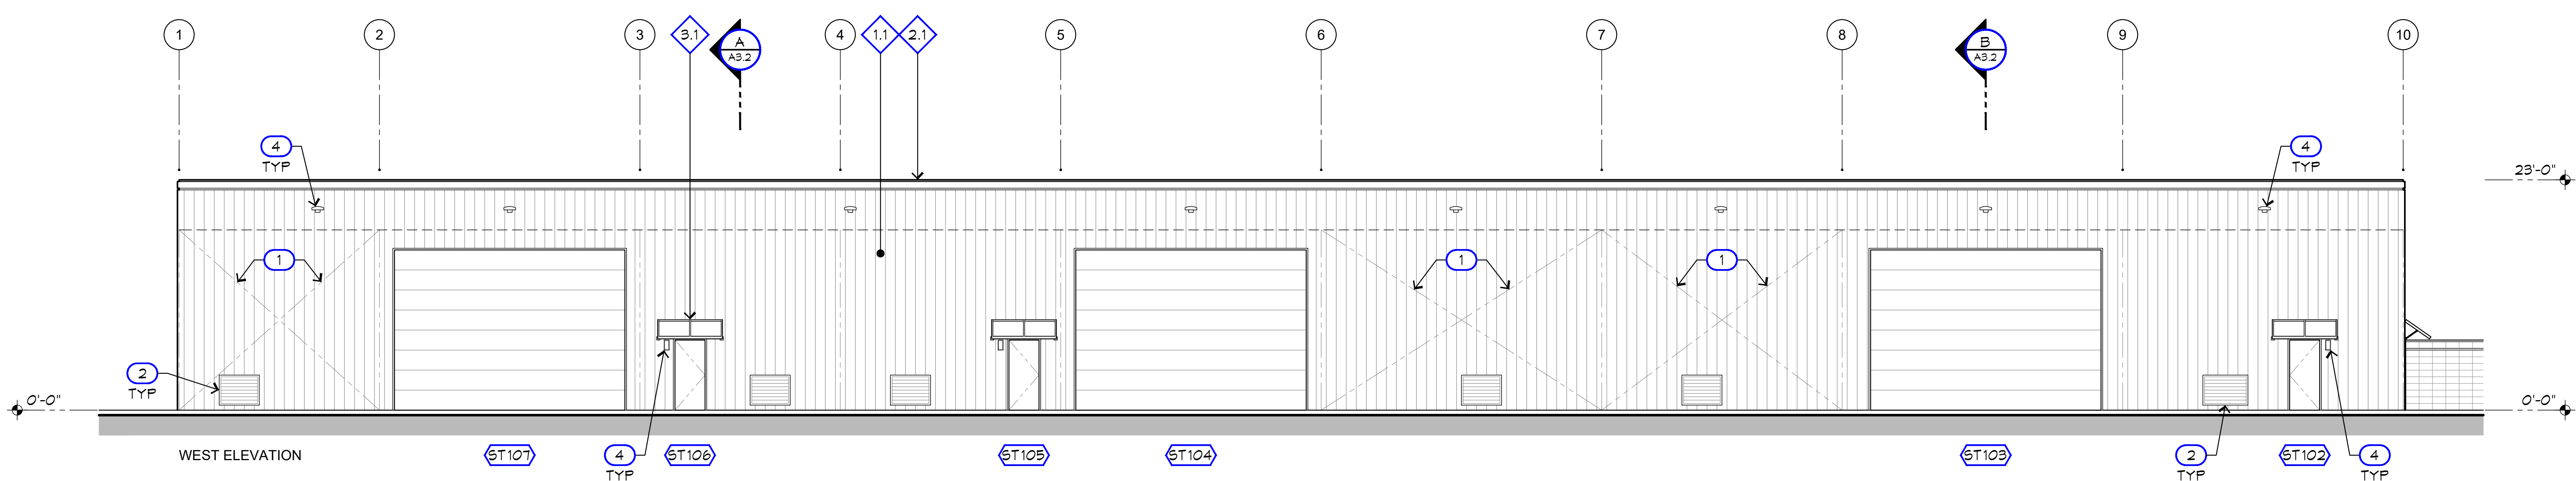 1
2
3
3.1
A
A3.2
4
1.1
2.1
5
6
7
8
B
A3.2
9
10
4
TYP
4
TYP
23'-0"
1
1
1
2
TYP
0'-0"
0'-0"
WEST ELEVATION
ST107
4
TYP
ST106
ST105
ST104
ST103
2
TYP
ST102
4
TYP